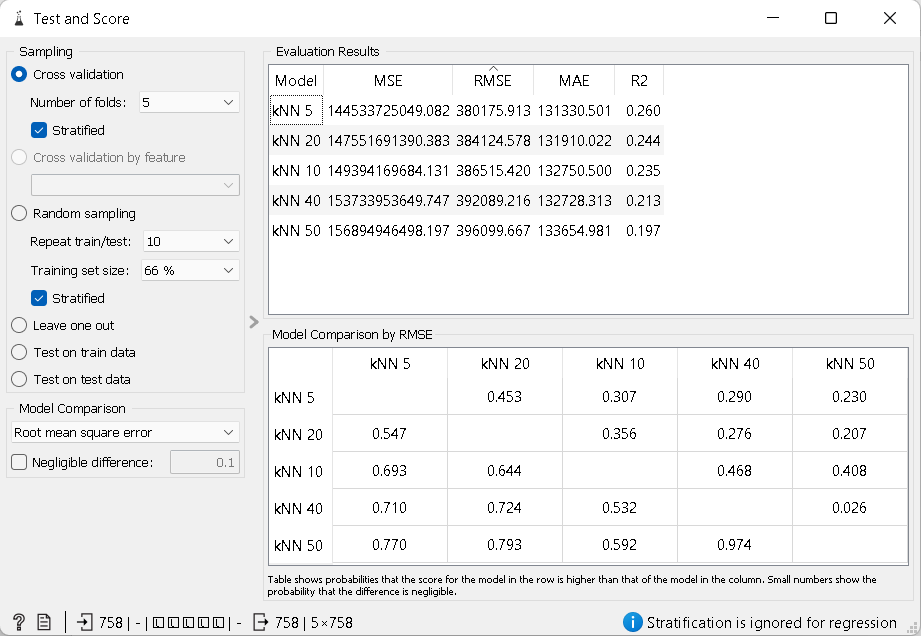 Test and Score
Sampling
Cross validation
Number of folds: 5
Stratified
Cross validation by feature
Random sampling
Repeat train/test: 10
Training set size: 66 %
Stratified
Leave one out
Test on train data
Test on test data
Model Comparison
Root mean square error
Negligible difference: 0.1
Evaluation Results
Model MSE RMSE MAE R2
kNN 5 144533725049.082 380175.913 131330.501 0.260
kNN 20 147551691390.383 384124.578 131910.022 0.244
kNN 10 149394169684.131 386515.420 132750.500 0.235
kNN 40 153733953649.747 392089.216 132728.313 0.213
kNN 50 156894946498.197 396099.667 133654.981 0.197
Model Comparison by RMSE
kNN 5 kNN 20 kNN 10 kNN 40 kNN 50
kNN 5 0.453 0.307 0.290 0.230
kNN 20 0.547 0.356 0.276 0.207
kNN 10 0.693 0.644 0.468 0.408
kNN 40 0.710 0.724 0.532 0.026
kNN 50 0.770 0.793 0.592 0.974
Table shows probabilities that the score for the model in the row is higher than that of the model in the column. Small numbers show the
probability that the difference is negligible.
? 758 | - | | - 758 | 5×758
Stratification is ignored for regression